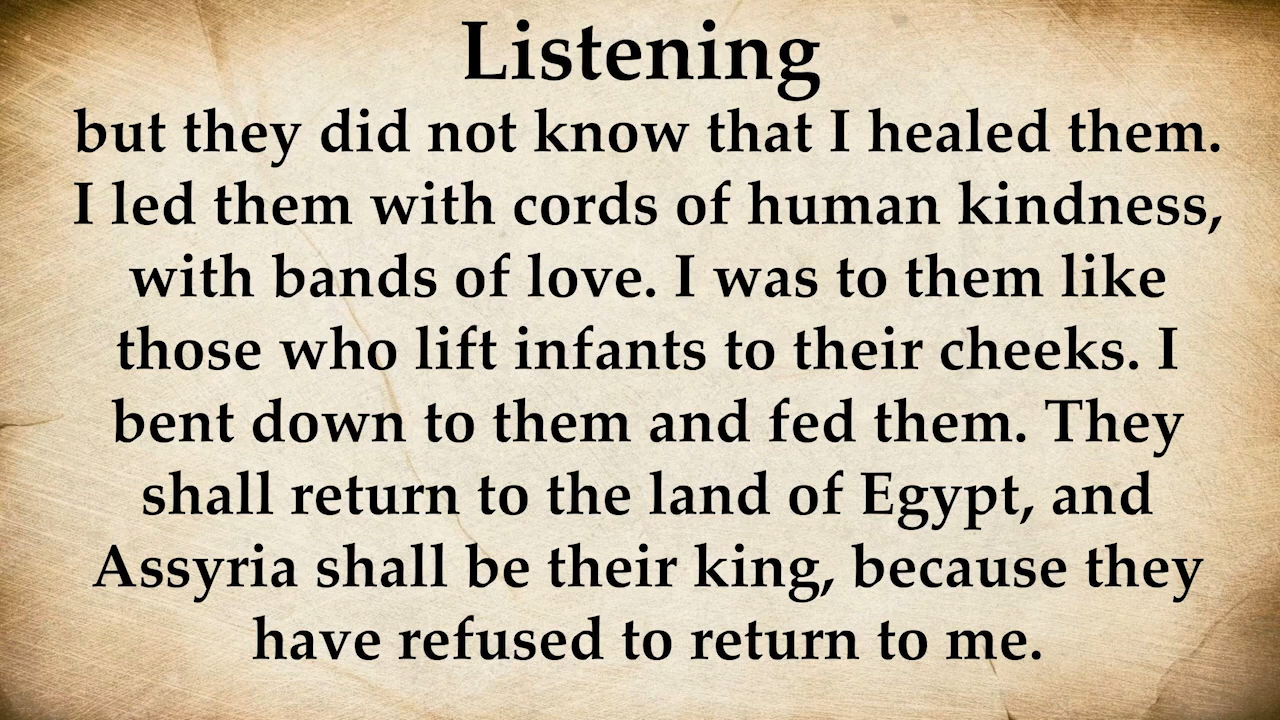 Listening
but they did not know that I healed them.
I led them with cords of human kindness,
with bands of love. I was to them like
those who lift infants to their cheeks. I
bent down to them and fed them. They
shall return to the land of Egypt, and
Assyria shall be their king, because they
have refused to return to me.